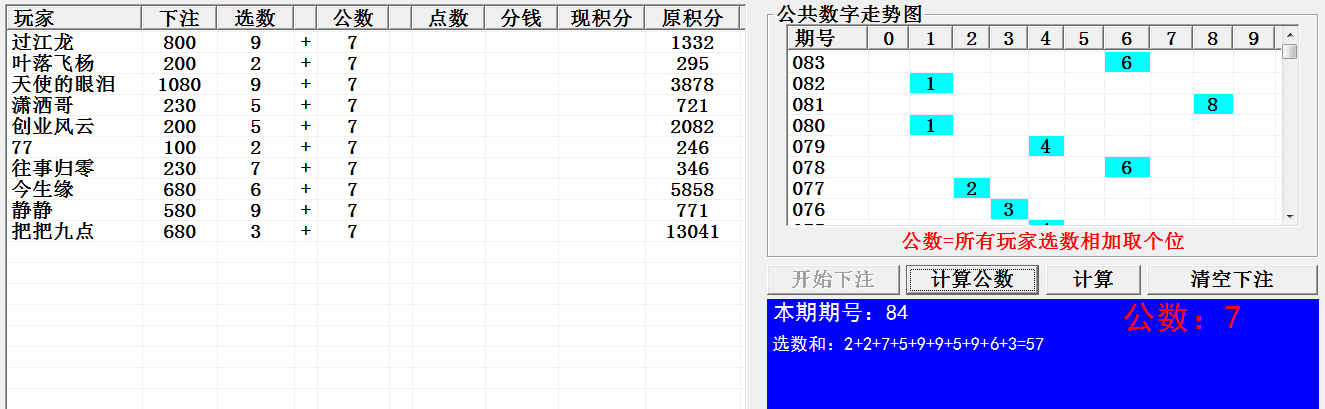 玩家 下注 选数 公数 点数 分钱 现积分 原积分
过江龙 800 9 + 7 1332
叶落飞杨 200 2 + 7 295
天使的眼泪 1080 9 + 7 3878
潇洒哥 230 5 + 7 721
创业风云 200 5 + 7 2082
77 100 2 + 7 246
往事归零 230 7 + 7 346
今生缘 680 6 + 7 5858
静静 580 9 + 7 771
把把九点 680 3 + 7 13041
公共数字走势图
期号 0 1 2 3 4 5 6 7 8 9
083 6
082 1
081 8
080 1
079 4
078 6
077 2
076 3
公数=所有玩家选数相加取个位
开始下注 计算公数 计算 清空下注
本期期号：84 公数：7
选数和：2+2+7+5+9+9+5+9+6+3=57